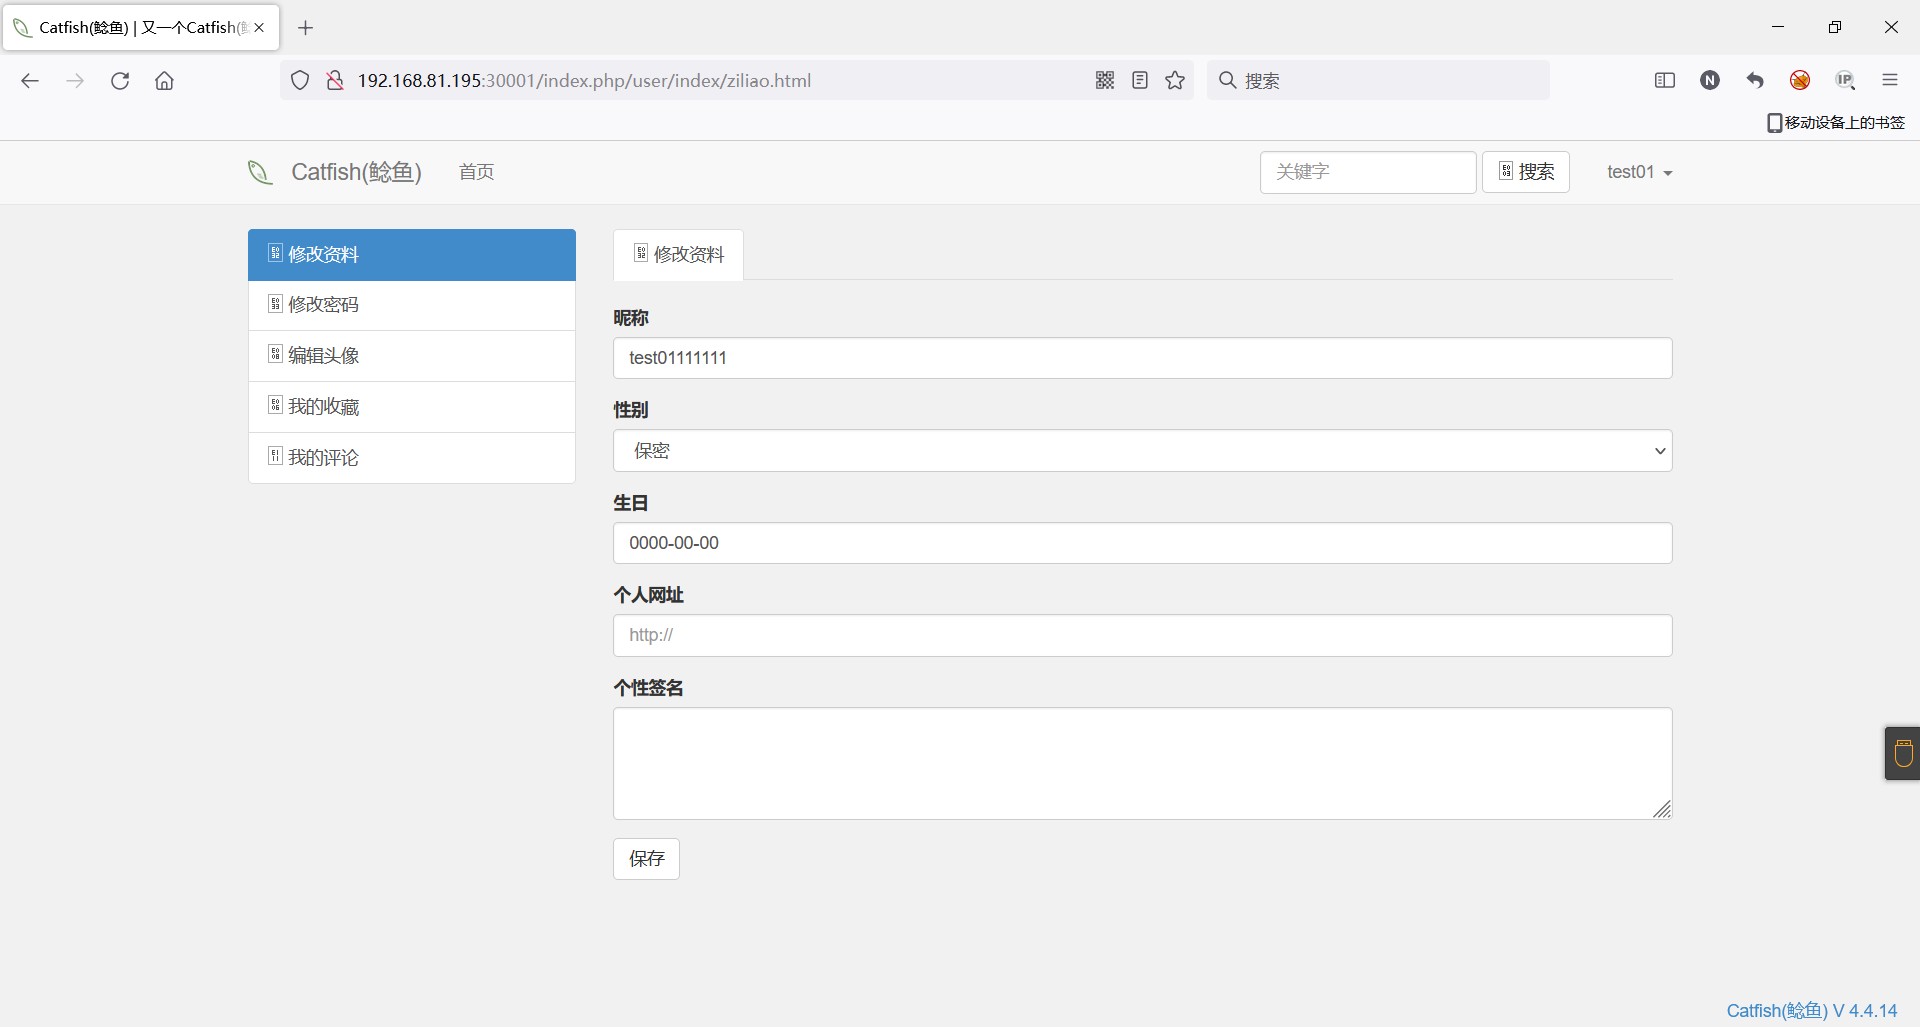 Catfish(鲶鱼) | 又一个Catfish(
192.168.81.195:30001/index.php/user/index/ziliao.html
搜索
移动设备上的书签
Catfish(鲶鱼)
首页
关键字
搜索
test01
修改资料
修改密码
编辑头像
我的收藏
我的评论
修改资料
昵称
test01111111
性别
保密
生日
0000-00-00
个人网址
http://
个性签名
保存
Catfish(鲶鱼) V 4.4.14